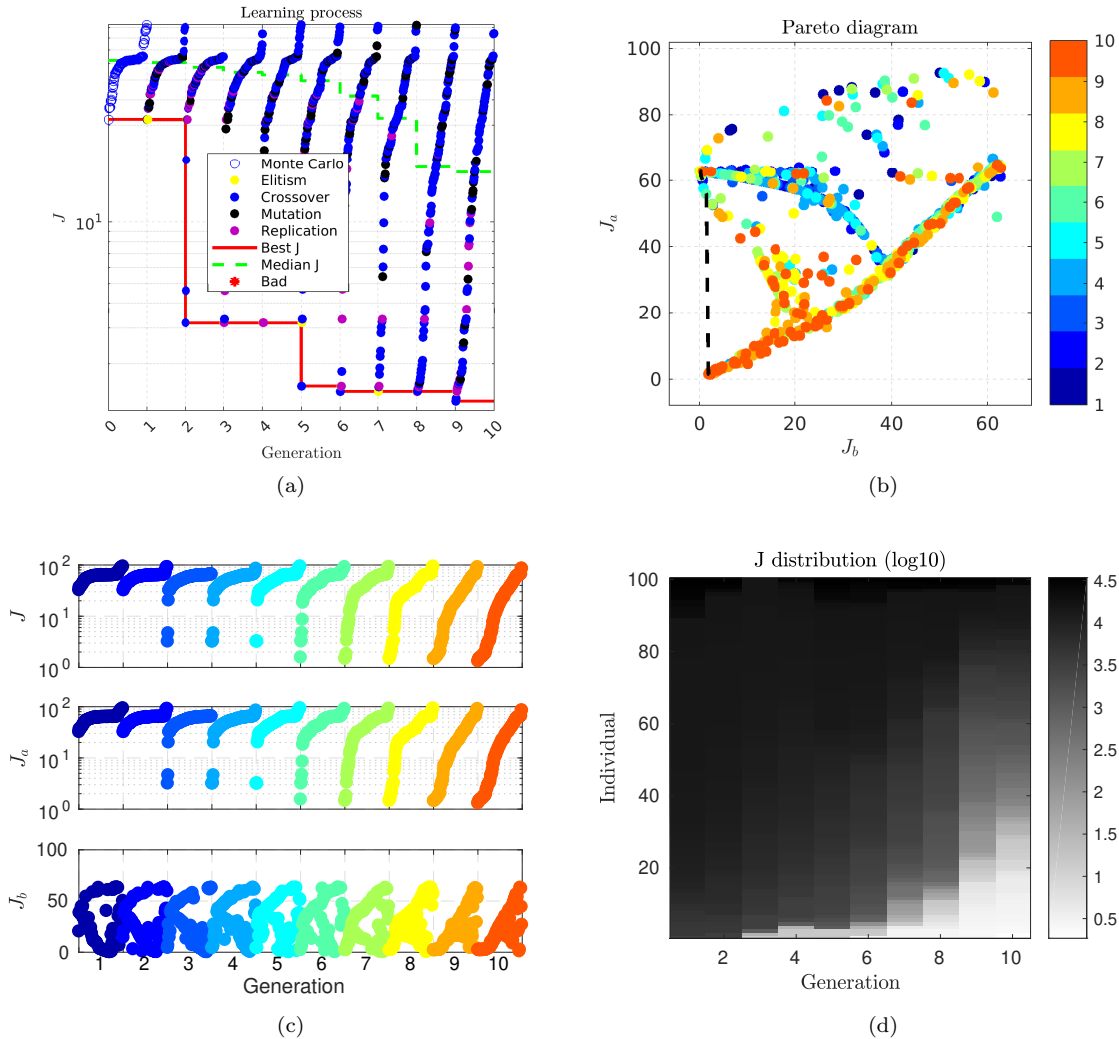 Learning process
J
10^1
Monte Carlo
Elitism
Crossover
Mutation
Replication
Best J
Median J
Bad
0 1 2 3 4 5 6 7 8 9 10
Generation
(a)
Pareto diagram
J_a
100
80
60
40
20
0
0 20 40 60
J_b
10
9
8
7
6
5
4
3
2
1
(b)
J
10^2
10^1
10^0
J_a
10^2
10^1
10^0
J_b
100
50
0
1 2 3 4 5 6 7 8 9 10
Generation
(c)
J distribution (log10)
Individual
100
80
60
40
20
2 4 6 8 10
Generation
4.5
4
3.5
3
2.5
2
1.5
1
0.5
(d)